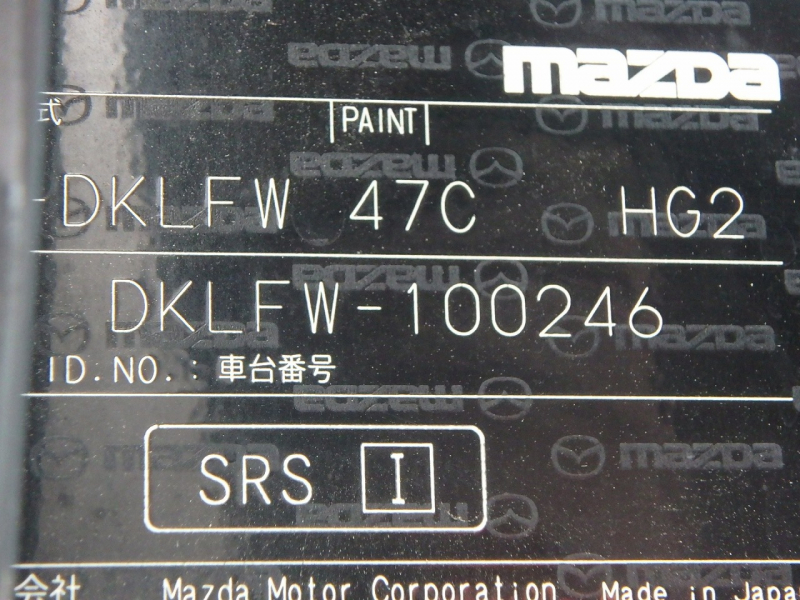 mazda
式 PAINT
-DKLFW 47C HG2
DKLFW-100246
ID.NO.: 車台番号
SRS I
会社 Mazda Motor Corporation Made in Japa